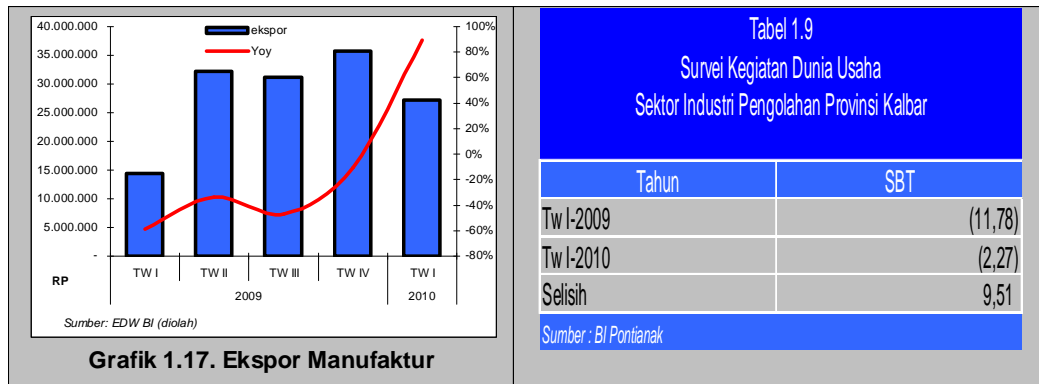 40.000.000
35.000.000
30.000.000
25.000.000
20.000.000
15.000.000
10.000.000
5.000.000
-
ekspor
Yoy
100%
80%
60%
40%
20%
0%
-20%
-40%
-60%
-80%
TW I TW II TW III TW IV TW I
2009 2010
RP
Sumber: EDW BI (diolah)
Grafik 1.17. Ekspor Manufaktur
Tabel 1.9
Survei Kegiatan Dunia Usaha
Sektor Industri Pengolahan Provinsi Kalbar
Tahun SBT
Tw I-2009 (11,78)
Tw I-2010 (2,27)
Selisih 9,51
Sumber : BI Pontianak